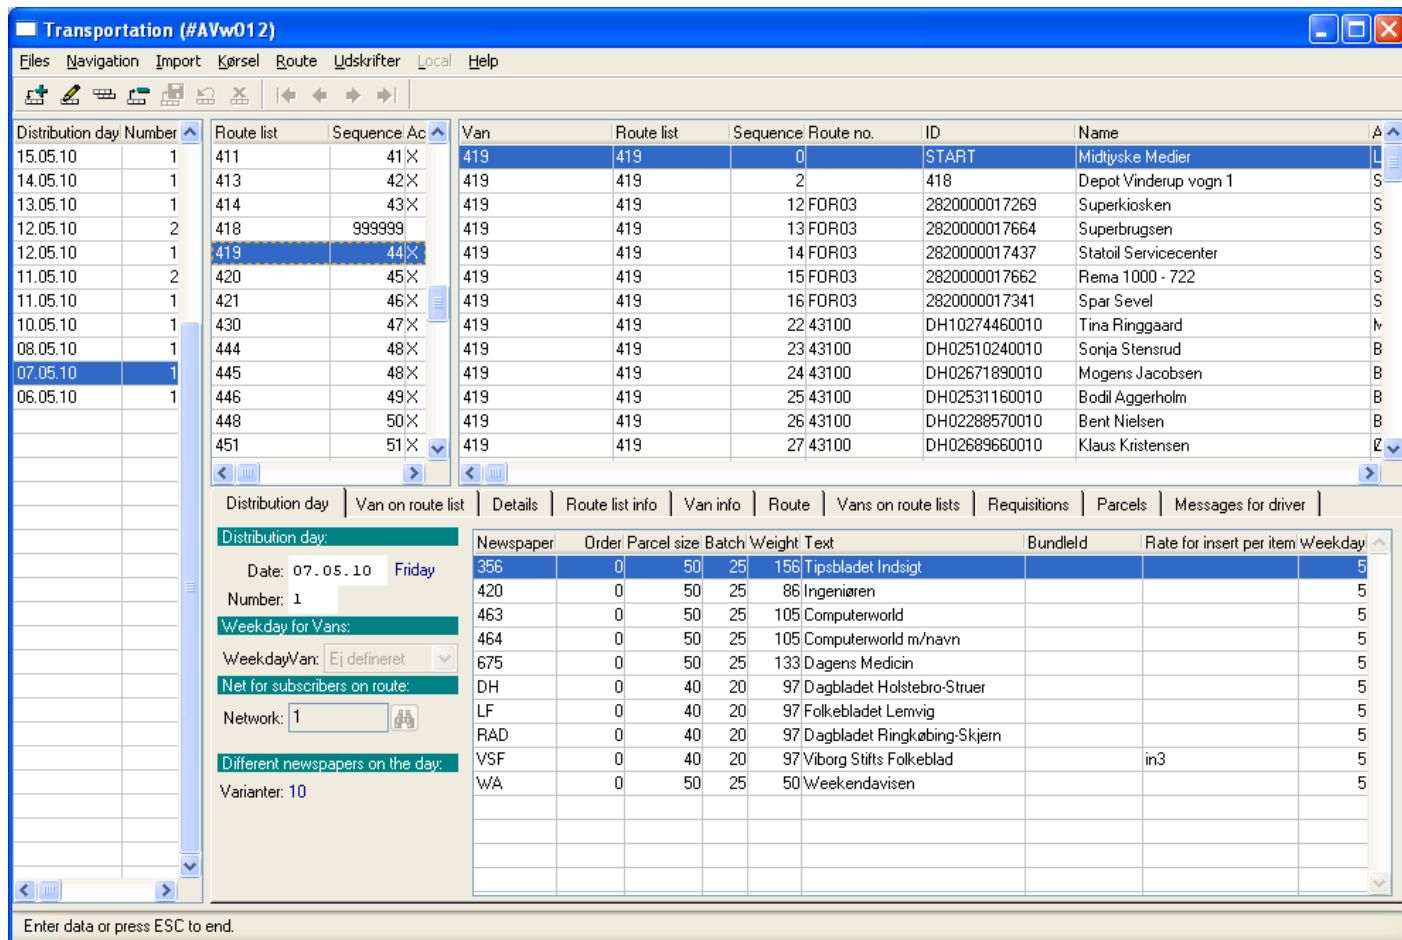 Transportation (#AVw012)
Files Navigation Import Kørsel Route Udskrifter Local Help
Distribution day Number
15.05.10 1
14.05.10 1
13.05.10 1
12.05.10 2
12.05.10 1
11.05.10 2
11.05.10 1
10.05.10 1
08.05.10 1
07.05.10 1
06.05.10 1
Route list Sequence Ac
411 41 X
413 42 X
414 43 X
418 999999
419 44 X
420 45 X
421 46 X
430 47 X
444 48 X
445 48 X
446 49 X
448 50 X
451 51 X
Van Route list Sequence Route no. ID Name A
419 419 0 START Midtjyske Medier L
419 419 2 418 Depot Vinderup vogn 1 S
419 419 12 FOR03 2820000017269 Superkiosken S
419 419 13 FOR03 2820000017664 Superbrugsen S
419 419 14 FOR03 2820000017437 Statoil Servicecenter S
419 419 15 FOR03 2820000017662 Rema 1000 - 722 S
419 419 16 FOR03 2820000017341 Spar Sevel S
419 419 22 43100 DH10274460010 Tina Ringgaard
419 419 23 43100 DH02510240010 Sonja Stensrud B
419 419 24 43100 DH02671890010 Mogens Jacobsen B
419 419 25 43100 DH02531160010 Bodil Aggerholm B
419 419 26 43100 DH02288570010 Bent Nielsen B
419 419 27 43100 DH02689660010 Klaus Kristensen Ø
Distribution day Van on route list Details Route list info Van info Route Vans on route lists Requisitions Parcels Messages for driver
Distribution day:
Date: 07.05.10 Friday
Number: 1
Weekday for Vans:
WeekdayVan: Ej defineret
Net for subscribers on route:
Network: 1
Different newspapers on the day:
Varianter: 10
Newspaper Order Parcel size Batch Weight Text BundleId Rate for insert per item Weekday
356 0 50 25 156 Tipsbladet Indsigt 5
420 0 50 25 86 Ingeniøren 5
463 0 50 25 105 Computerworld 5
464 0 50 25 105 Computerworld m/navn 5
675 0 50 25 133 Dagens Medicin 5
DH 0 40 20 97 Dagbladet Holstebro-Struer 5
LF 0 40 20 97 Folkebladet Lemvig 5
RAD 0 40 20 97 Dagbladet Ringkøbing-Skjern 5
VSF 0 40 20 97 Viborg Stifts Folkeblad in3 5
WA 0 50 25 50 Weekendavisen 5
Enter data or press ESC to end.